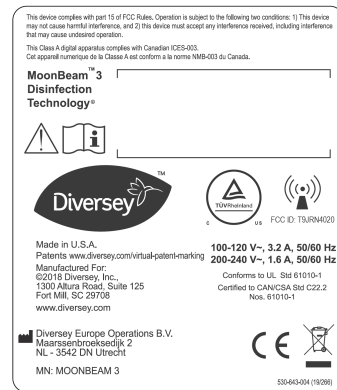 This device complies with part 15 of FCC Rules. Operation is subject to the following two conditions: 1) This device
may not cause harmful interference, and 2) this device must accept any interference received, including interference
that may cause undesired operation.
This Class A digital apparatus complies with Canadian ICES-003.
Cet appareil numerique de la Classe A est conform a la norme NMB-003 du Canada.
MoonBeam™3
Disinfection
Technology®
Diversey™
TÜVRheinland
C US
FCC ID: T9JRN4020
Made in U.S.A.
Patents www.diversey.com/virtual-patent-marking
Manufactured For:
©2018 Diversey, Inc.,
1300 Altura Road, Suite 125
Fort Mill, SC 29708
www.diversey.com
100-120 V~, 3.2 A, 50/60 Hz
200-240 V~, 1.6 A, 50/60 Hz
Conforms to UL Std 61010-1
Certified to CAN/CSA Std C22.2
Nos. 61010-1
Diversey Europe Operations B.V.
Maarssenbroeksedijk 2
NL - 3542 DN Utrecht
MN: MOONBEAM 3
CE
530-643-004 (19/266)